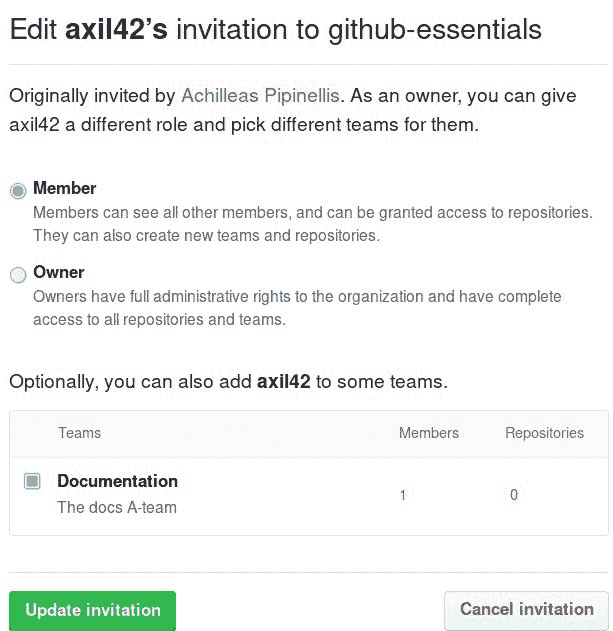 Edit axil42's invitation to github-essentials
Originally invited by Achilleas Pipinellis. As an owner, you can give
axil42 a different role and pick different teams for them.
Member
Members can see all other members, and can be granted access to repositories.
They can also create new teams and repositories.
Owner
Owners have full administrative rights to the organization and have complete
access to all repositories and teams.
Optionally, you can also add axil42 to some teams.
Teams Members Repositories
Documentation
The docs A-team 1 0
Update invitation Cancel invitation